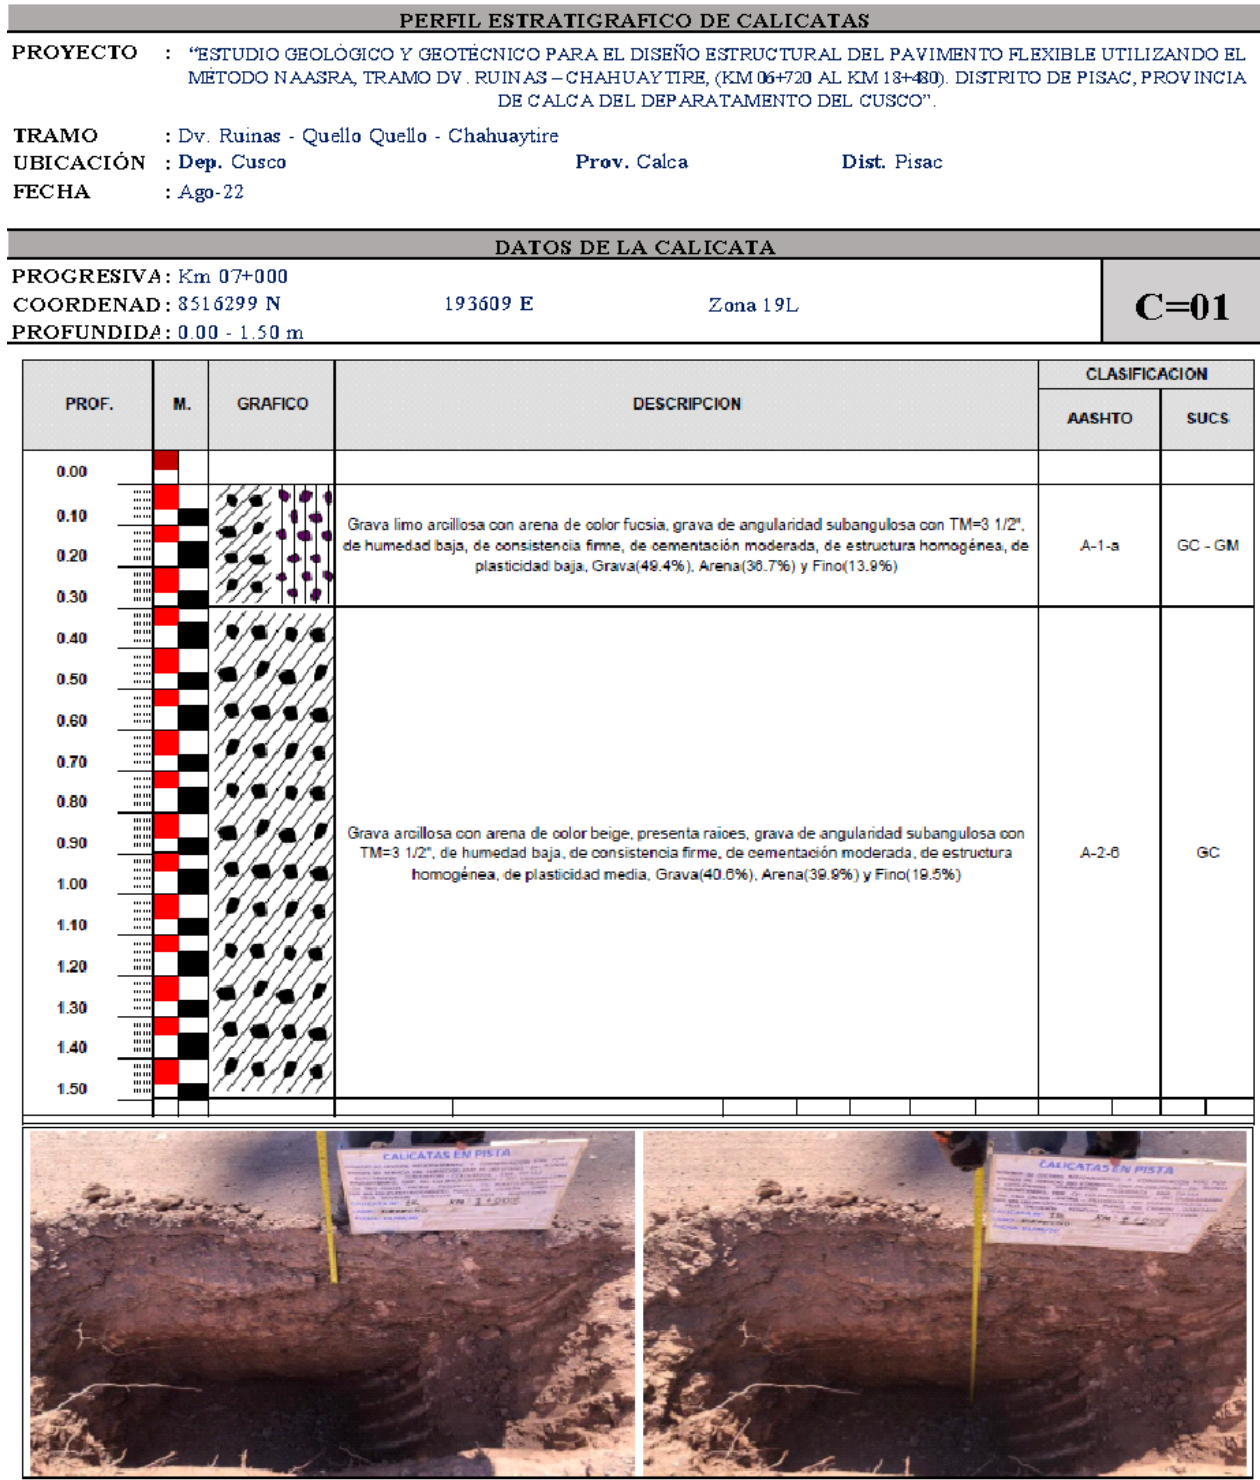 PERFIL ESTRATIGRAFICO DE CALICATAS
PROYECTO : “ESTUDIO GEOLÓGICO Y GEOTÉCNICO PARA EL DISEÑO ESTRUCTURAL DEL PAVIMENTO FLEXIBLE UTILIZANDO EL
MÉTODO NAASRA, TRAMO DV. RUINAS – CHAHUAYTIRE, (KM 06+720 AL KM 18+480). DISTRITO DE PISAC, PROVINCIA
DE CALCA DEL DEPARATAMENTO DEL CUSCO”.
TRAMO : Dv. Ruinas - Quello Quello - Chahuaytire
UBICACIÓN : Dep. Cusco Prov. Calca Dist. Pisac
FECHA : Ago-22
DATOS DE LA CALICATA
PROGRESIVA: Km 07+000
COORDENAD: 8516299 N 193609 E Zona 19L
C=01
PROFUNDIDA: 0.00 - 1.50 m
PROF. M. GRAFICO DESCRIPCION CLASIFICACION
AASHTO SUCS
0.00
0.10
0.20
0.30
Grava limo arcillosa con arena de color fucsia, grava de angularidad subangulosa con TM=3 1/2",
de humedad baja, de consistencia firme, de cementación moderada, de estructura homogénea, de
plasticidad baja, Grava(49.4%), Arena(36.7%) y Fino(13.9%)
A-1-a GC - GM
0.40
0.50
0.60
0.70
0.80
0.90
1.00
1.10
1.20
1.30
1.40
1.50
Grava arcillosa con arena de color beige, presenta raices, grava de angularidad subangulosa con
TM=3 1/2", de humedad baja, de consistencia firme, de cementación moderada, de estructura
homogénea, de plasticidad media, Grava(40.6%), Arena(39.9%) y Fino(19.5%)
A-2-6 GC
CALICATAS EN PISTA
CALICATAS EN PISTA